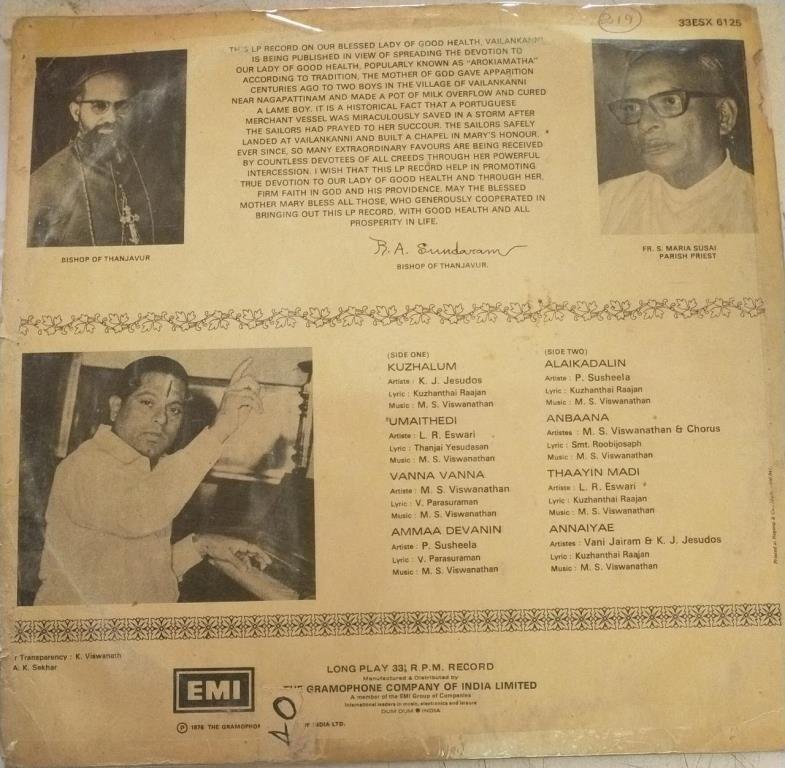 219
33ESX 6125
THIS LP RECORD ON OUR BLESSED LADY OF GOOD HEALTH, VAILANKANNI
IS BEING PUBLISHED IN VIEW OF SPREADING THE DEVOTION TO
OUR LADY OF GOOD HEALTH, POPULARLY KNOWN AS "AROKIAMATHA"
ACCORDING TO TRADITION, THE MOTHER OF GOD GAVE APPARITION
CENTURIES AGO TO TWO BOYS IN THE VILLAGE OF VAILANKANNI
NEAR NAGAPATTINAM AND MADE A POT OF MILK OVERFLOW AND CURED
A LAME BOY. IT IS A HISTORICAL FACT THAT A PORTUGUESE
MERCHANT VESSEL WAS MIRACULOUSLY SAVED IN A STORM AFTER
THE SAILORS HAD PRAYED TO HER SUCCOUR. THE SAILORS SAFELY
LANDED AT VAILANKANNI AND BUILT A CHAPEL IN MARY'S HONOUR.
EVER SINCE, SO MANY EXTRAORDINARY FAVOURS ARE BEING RECEIVED
BY COUNTLESS DEVOTEES OF ALL CREEDS THROUGH HER POWERFUL
INTERCESSION. I WISH THAT THIS LP RECORD HELP IN PROMOTING
TRUE DEVOTION TO OUR LADY OF GOOD HEALTH AND THROUGH HER,
FIRM FAITH IN GOD AND HIS PROVIDENCE. MAY THE BLESSED
MOTHER MARY BLESS ALL THOSE, WHO GENEROUSLY COOPERATED IN
BRINGING OUT THIS LP RECORD, WITH GOOD HEALTH AND ALL
PROSPERITY IN LIFE.
R. A. Sundaram
BISHOP OF THANJAVUR.
BISHOP OF THANJAVUR
FR. S. MARIA SUSAI
PARISH PRIEST
(SIDE ONE)
KUZHALUM
Artiste : K. J. Jesudos
Lyric : Kuzhanthai Raajan
Music : M. S. Viswanathan
UMAITHEDI
Artiste : L. R. Eswari
Lyric : Thanjai Yesudasan
Music : M. S. Viswanathan
VANNA VANNA
Artiste : M. S. Viswanathan
Lyric : V. Parasuraman
Music : M. S. Viswanathan
AMMAA DEVANIN
Artiste : P. Susheela
Lyric : V. Parasuraman
Music : M. S. Viswanathan
(SIDE TWO)
ALAIKADALIN
Artiste : P. Susheela
Lyric : Kuzhanthai Raajan
Music : M. S. Viswanathan
ANBAANA
Artistes : M. S. Viswanathan & Chorus
Lyric : Smt. Roobijosaph
Music : M. S. Viswanathan
THAAYIN MADI
Artiste : L. R. Eswari
Lyric : Kuzhanthai Raajan
Music : M. S. Viswanathan
ANNAIYAE
Artistes : Vani Jairam & K. J. Jesudos
Lyric : Kuzhanthai Raajan
Music : M. S. Viswanathan
r Transparency : K. Viswanath
A. K. Sekhar
EMI
LONG PLAY 33⅓ R.P.M. RECORD
Manufactured & Distributed by
THE GRAMOPHONE COMPANY OF INDIA LIMITED
A member of the EMI Group of Companies
International leaders in music, electronics and leisure
DUM DUM INDIA
40
Ⓟ 1976 THE GRAMOPHO OF INDIA LTD.